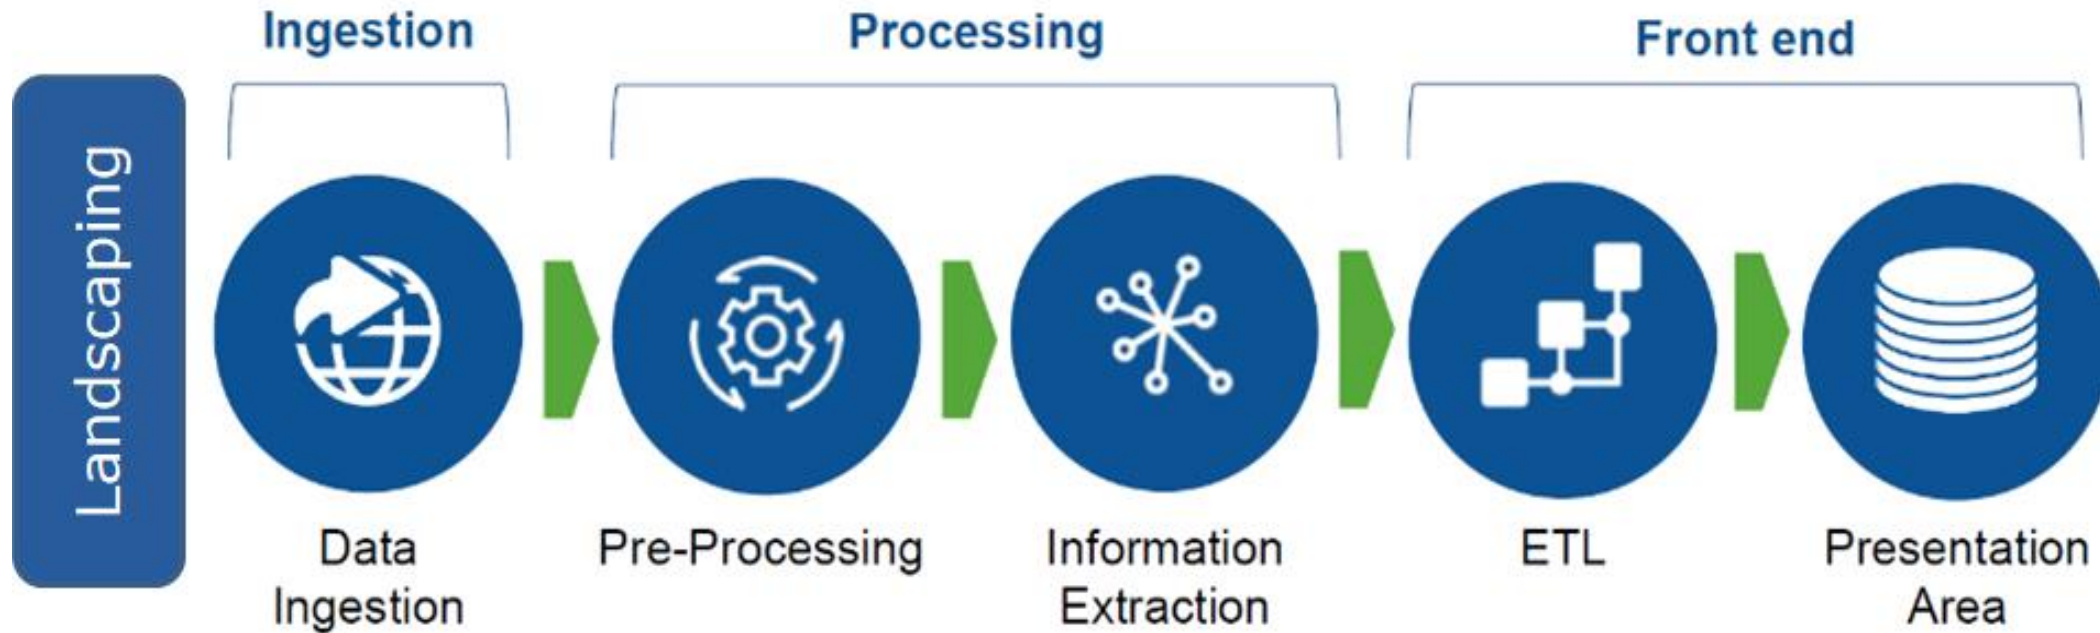 Landscaping
Ingestion
Processing
Front end
Data
Ingestion
Pre-Processing
Information
Extraction
ETL
Presentation
Area